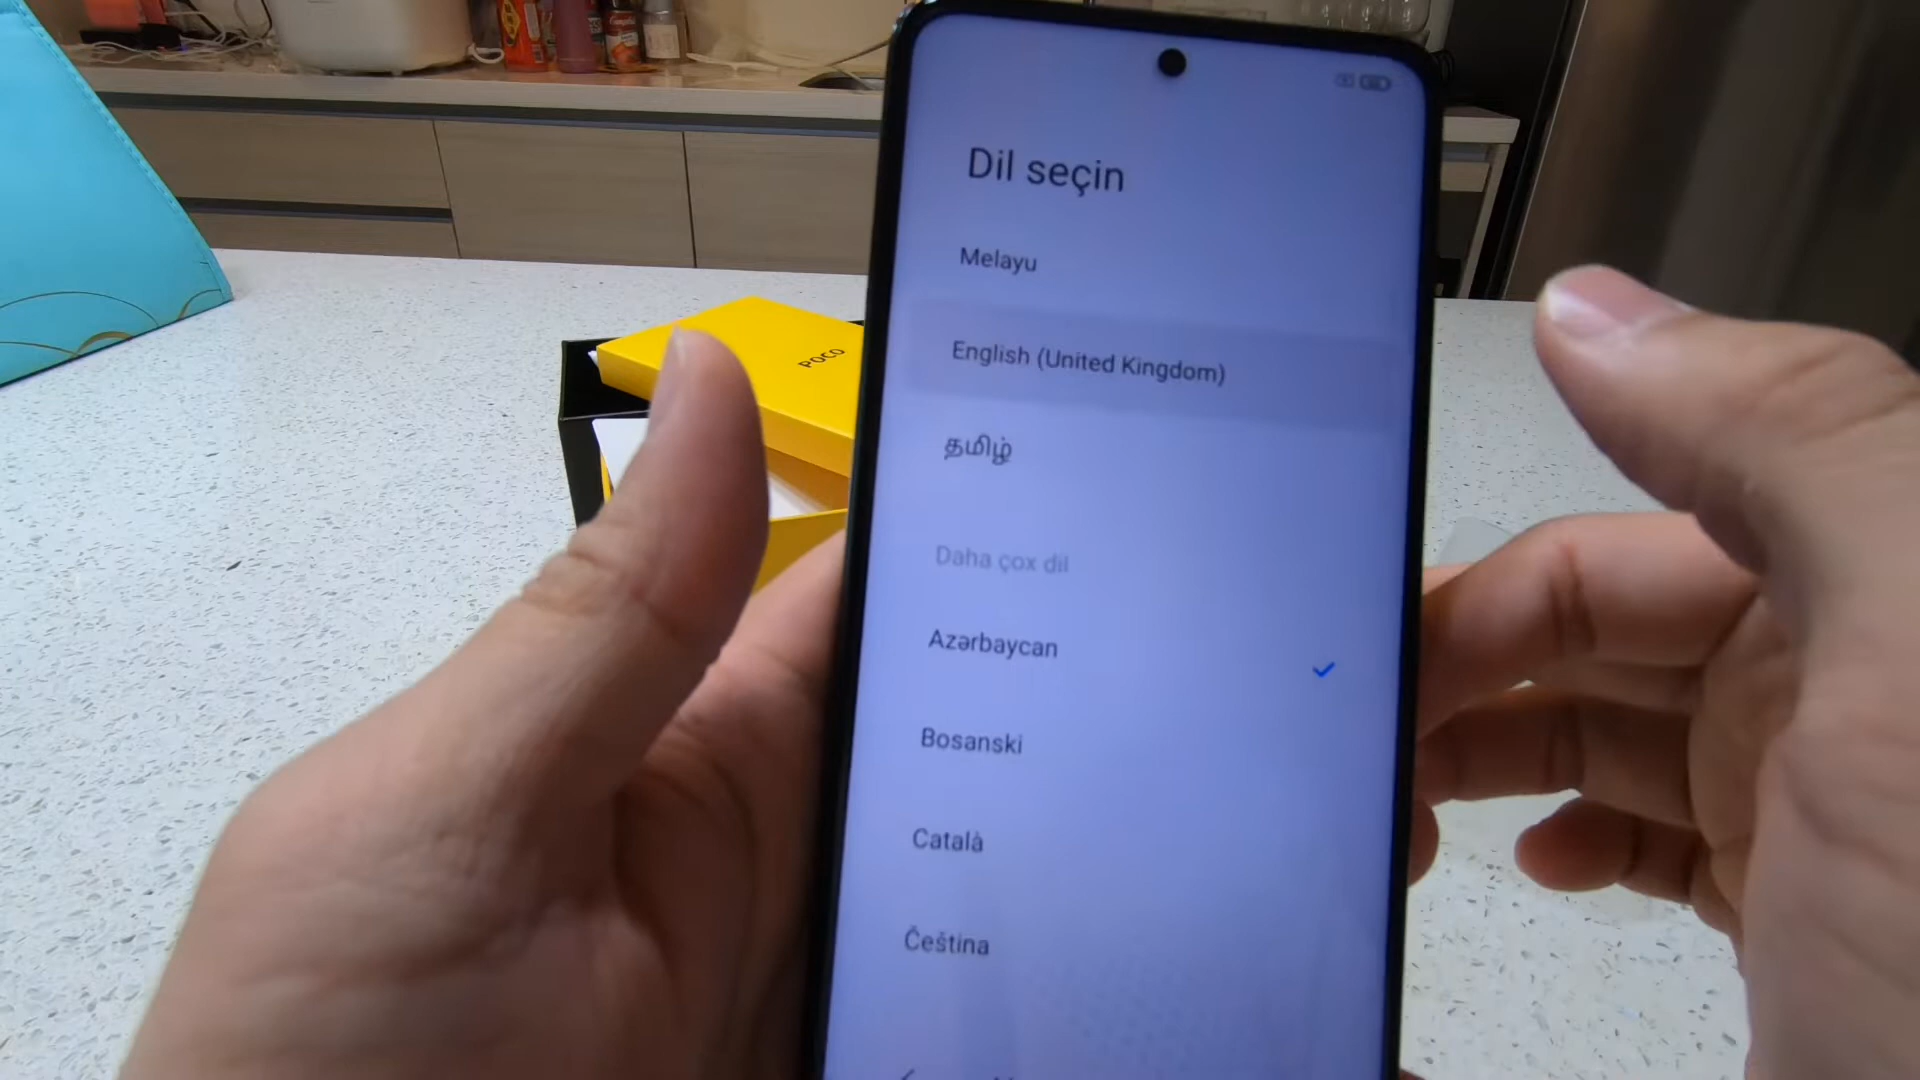 Dil seçin
Melayu
English (United Kingdom)
தமிழ்
Daha çox dil
Azərbaycan
Bosanski
Català
Čeština
POCO